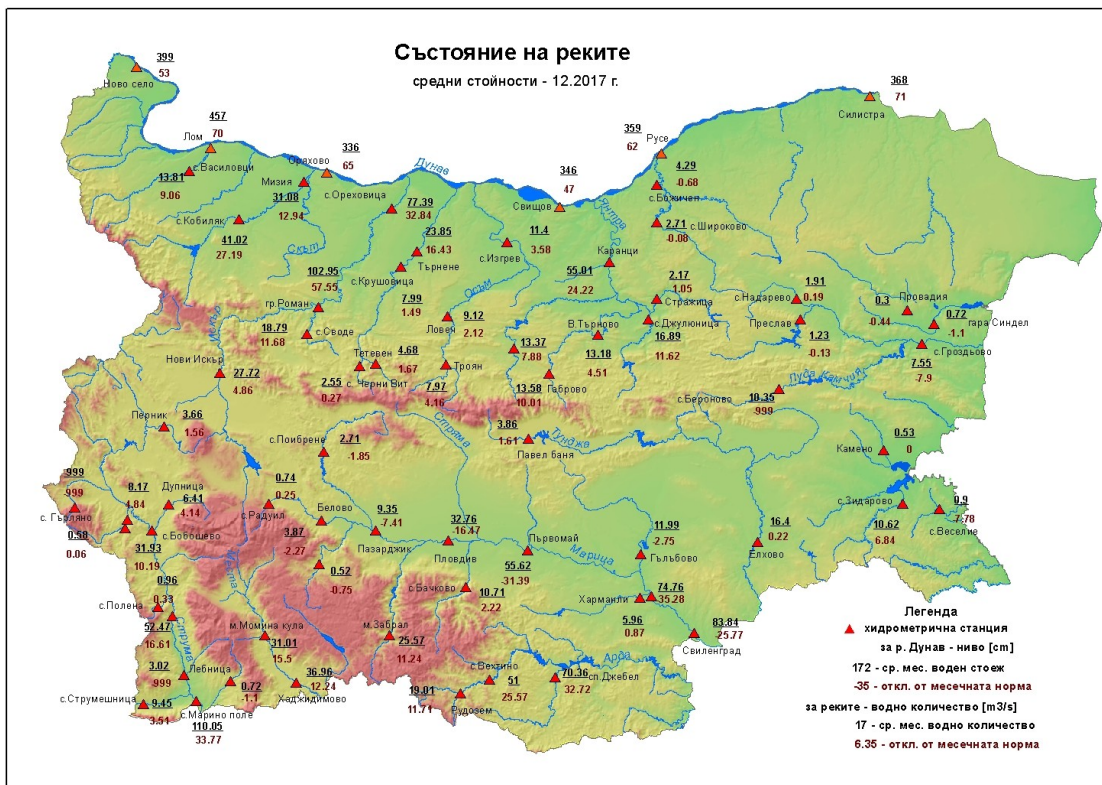 Състояние на реките
средни стойности - 12.2017 г.
399
53
Ново село
368
71
Силистра
457
70
Лом
359
62
Русе
336
65
Оряхово
Дунав
346
47
Свищов
с.Василовци
13.81
9.06
Мизия
31.08
12.94
с.Ореховица
77.39
32.84
4.29
-0.68
с.Божичен
Янтра
2.71
-0.08
с.Широково
с.Кобиляк
41.02
27.19
Скът
23.85
16.43
Търнене
11.4
3.58
с.Изгрев
Каранци
55.01
24.22
102.95
57.55
гр.Роман
с.Крушовица
7.99
1.49
Осъм
2.17
1.05
Стражица
1.91
0.19
с.Надарево
0.3
-0.44
Провадия
0.72
-1.1
гара Синдел
Искър
18.79
11.68
с.Своде
9.12
2.12
Ловеч
В.Търново
13.18
4.51
с.Джулюница
16.89
11.62
Преслав
1.23
-0.13
с.Гроздьово
7.55
-7.9
Нови Искър
27.72
4.86
Тетевен
4.68
1.67
2.55
0.27
с. Черни Вит
Троян
7.97
4.16
13.37
7.88
13.58
10.01
Габрово
Луда Камчия
с.Бероново
18.35
999
Перник
3.66
1.56
с.Поибрене
2.71
-1.85
Стряма
3.86
1.61
Тунджа
Павел баня
Камено
0.53
0
999
-999
с. Гърляно
8.17
4.84
Дупница
6.41
4.14
0.74
0.25
с.Радуил
Белово
9.35
-7.41
Пазарджик
32.76
-16.47
Пловдив
Първомай
55.62
-31.39
Марица
11.99
-2.75
Гълъбово
16.4
0.22
Елхово
с.Зидарово
10.62
6.84
0.9
-7.78
с.Веселие
0.68
0.06
31.93
10.19
с.Бобошево
3.87
-2.27
0.52
-0.75
Места
0.96
0.33
с.Полена
52.47
16.61
Струма
м.Момина кула
31.01
15.5
м.Забрал
25.57
11.24
с.Бачково
10.71
2.22
Харманли
74.76
35.28
5.96
0.87
83.84
-25.77
Свиленград
3.02
-999
Лебница
0.72
-1.1
36.96
12.24
Хаджидимово
с.Вехтино
51
25.57
19.01
11.71
Рудозем
70.36
32.72
сп.Джебел
Арда
с.Струмешница
9.45
3.51
с.Марино поле
110.05
33.77
Легенда
хидрометрична станция
за р. Дунав - ниво [cm]
172 - ср. мес. воден стоеж
-35 - откл. от месечната норма
за реките - водно количество [m3/s]
17 - ср. мес. водно количество
6.35 - откл. от месечната норма